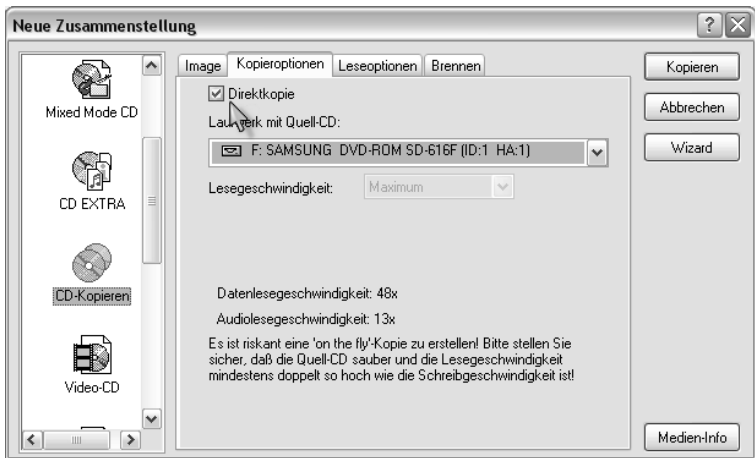 Neue Zusammenstellung
Mixed Mode CD
CD EXTRA
CD-Kopieren
Video-CD
Image Kopieroptionen Leseoptionen Brennen
Direktkopie
Laufwerk mit Quell-CD:
F: SAMSUNG DVD-ROM SD-616F (ID:1 HA:1)
Lesegeschwindigkeit: Maximum
Datenlesegeschwindigkeit: 48x
Audiolesegeschwindigkeit: 13x
Es ist riskant eine 'on the fly'-Kopie zu erstellen! Bitte stellen Sie
sicher, daß die Quell-CD sauber und die Lesegeschwindigkeit
mindestens doppelt so hoch wie die Schreibgeschwindigkeit ist!
Kopieren
Abbrechen
Wizard
Medien-Info